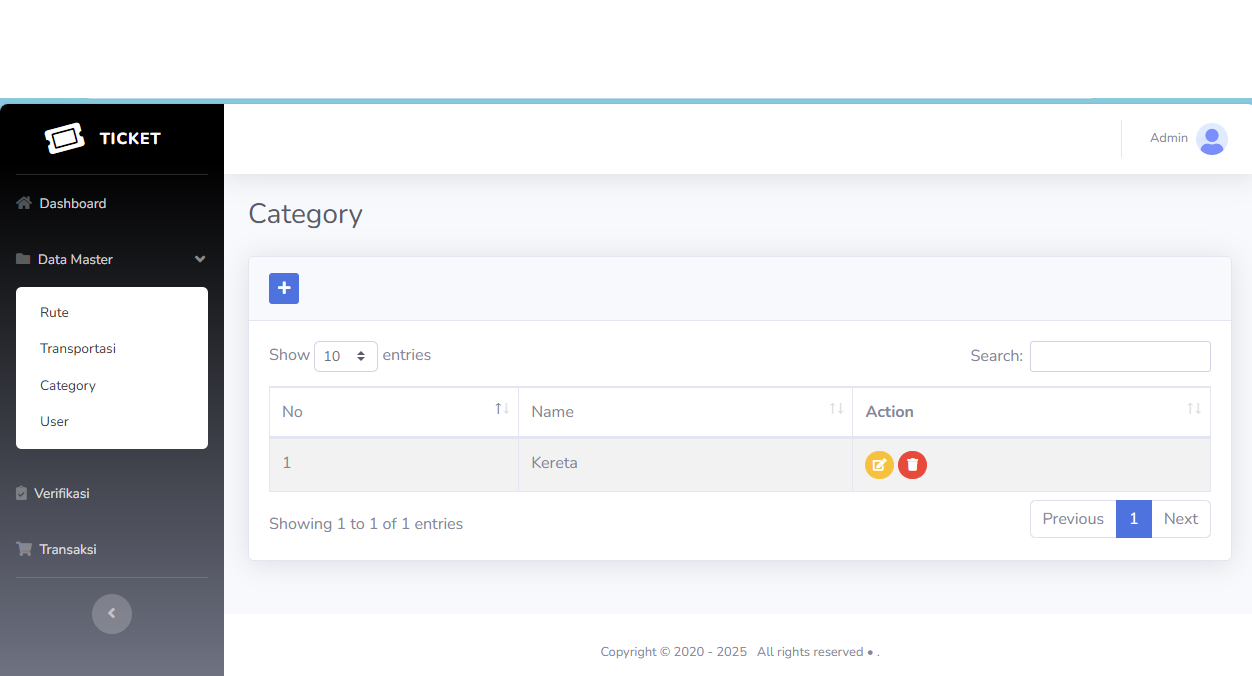 TICKET
Admin
Dashboard
Category
Data Master
Rute
Transportasi
Category
User
Verifikasi
Transaksi
Show 10 entries
Search:
No Name Action
1 Kereta
Showing 1 to 1 of 1 entries
Previous 1 Next
Copyright © 2020 - 2025 All rights reserved • .